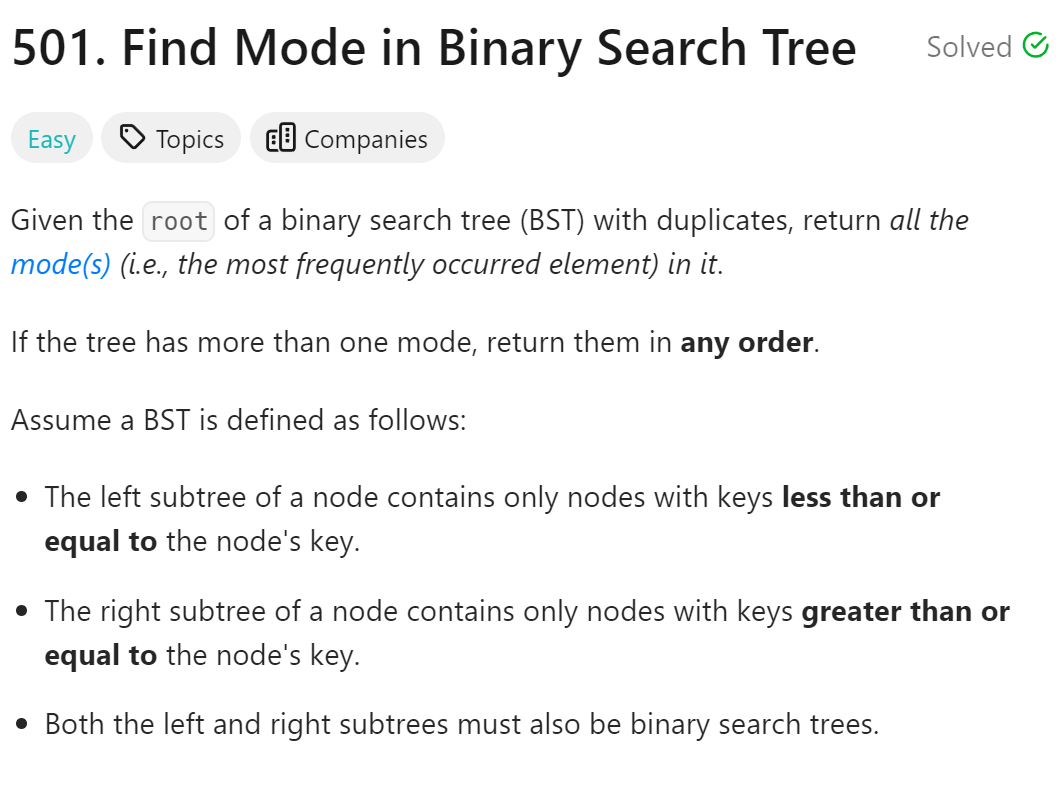 501. Find Mode in Binary Search Tree
Solved
Easy
Topics
Companies
Given the root of a binary search tree (BST) with duplicates, return all the
mode(s) (i.e., the most frequently occurred element) in it.
If the tree has more than one mode, return them in any order.
Assume a BST is defined as follows:
• The left subtree of a node contains only nodes with keys less than or
equal to the node's key.
• The right subtree of a node contains only nodes with keys greater than or
equal to the node's key.
• Both the left and right subtrees must also be binary search trees.